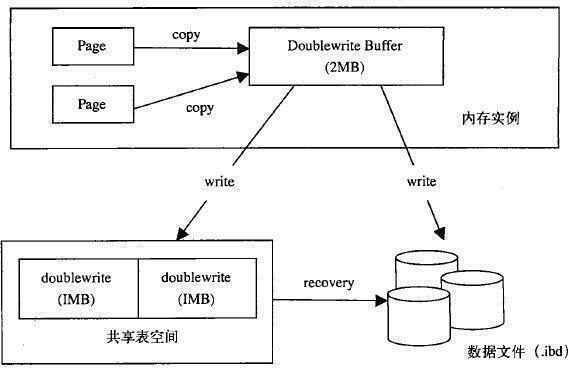 Page
copy
Doublewrite Buffer
(2MB)
Page
copy
内存实例
write
write
doublewrite
(IMB)
doublewrite
(IMB)
recovery
共享表空间
数据文件（.ibd）